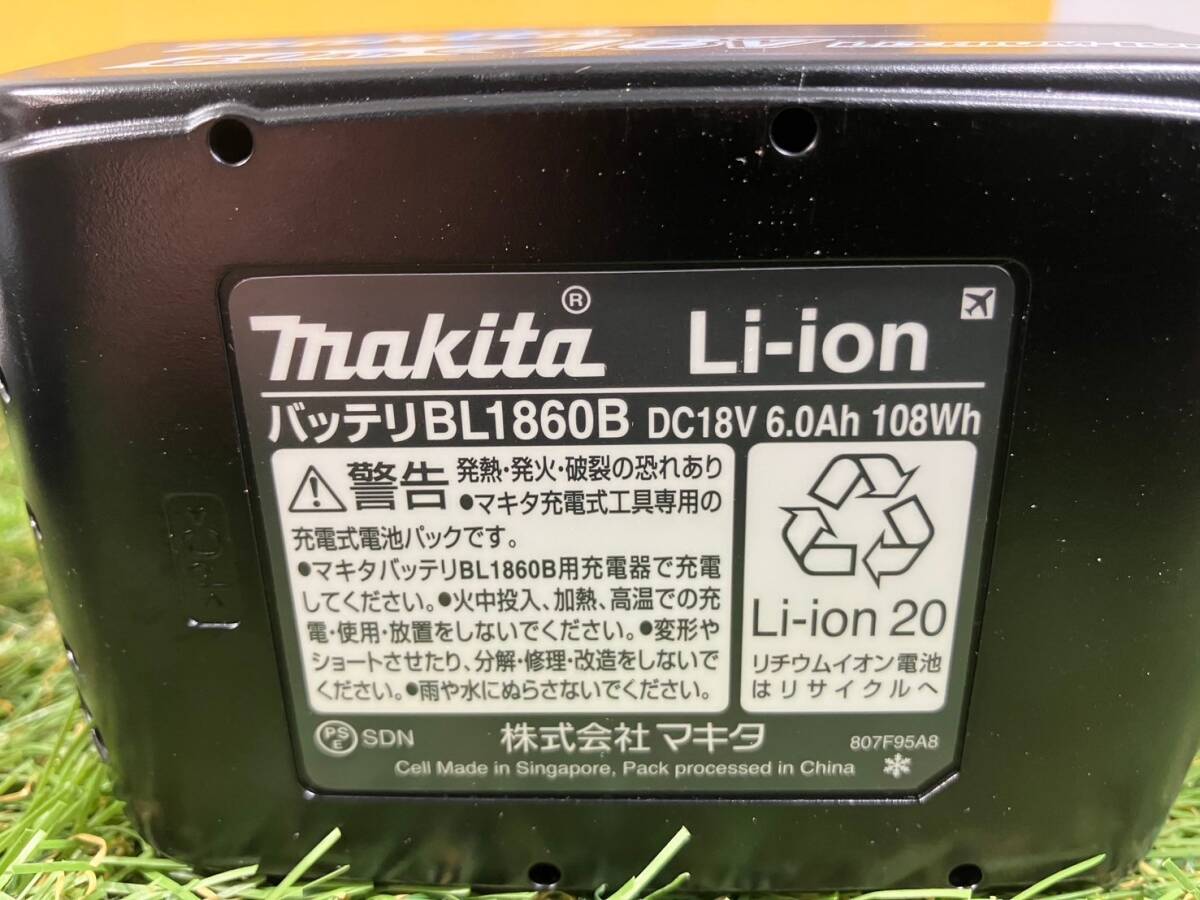 makita® Li-ion
バッテリBL1860B DC18V 6.0Ah 108Wh
警告 発熱・発火・破裂の恐れあり
●マキタ充電式工具専用の
充電式電池パックです。
●マキタバッテリBL1860B用充電器で充電
してください。●火中投入、加熱、高温での充
電・使用・放置をしないでください。●変形や
ショートさせたり、分解・修理・改造をしないで
ください。●雨や水にぬらさないでください。
Li-ion 20
リチウムイオン電池
はリサイクルへ
PSE SDN 株式会社マキタ 807F95A8
Cell Made in Singapore, Pack processed in China